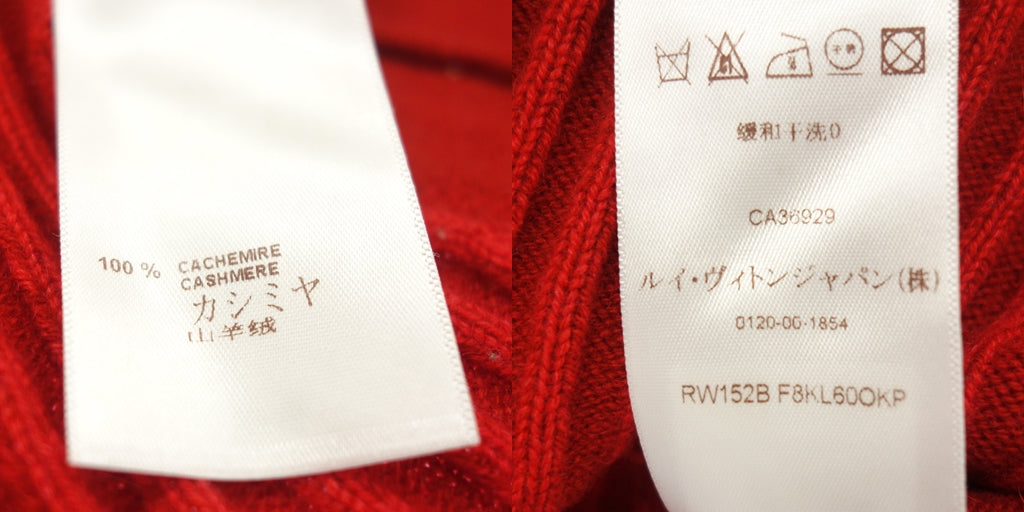 100 % CACHEMIRE
CASHMERE
カシミヤ
山羊绒
缓和干洗()
CA36929
ルイ・ヴィトンジャパン(株)
0120-00-1854
RW152B F8KL60OKP